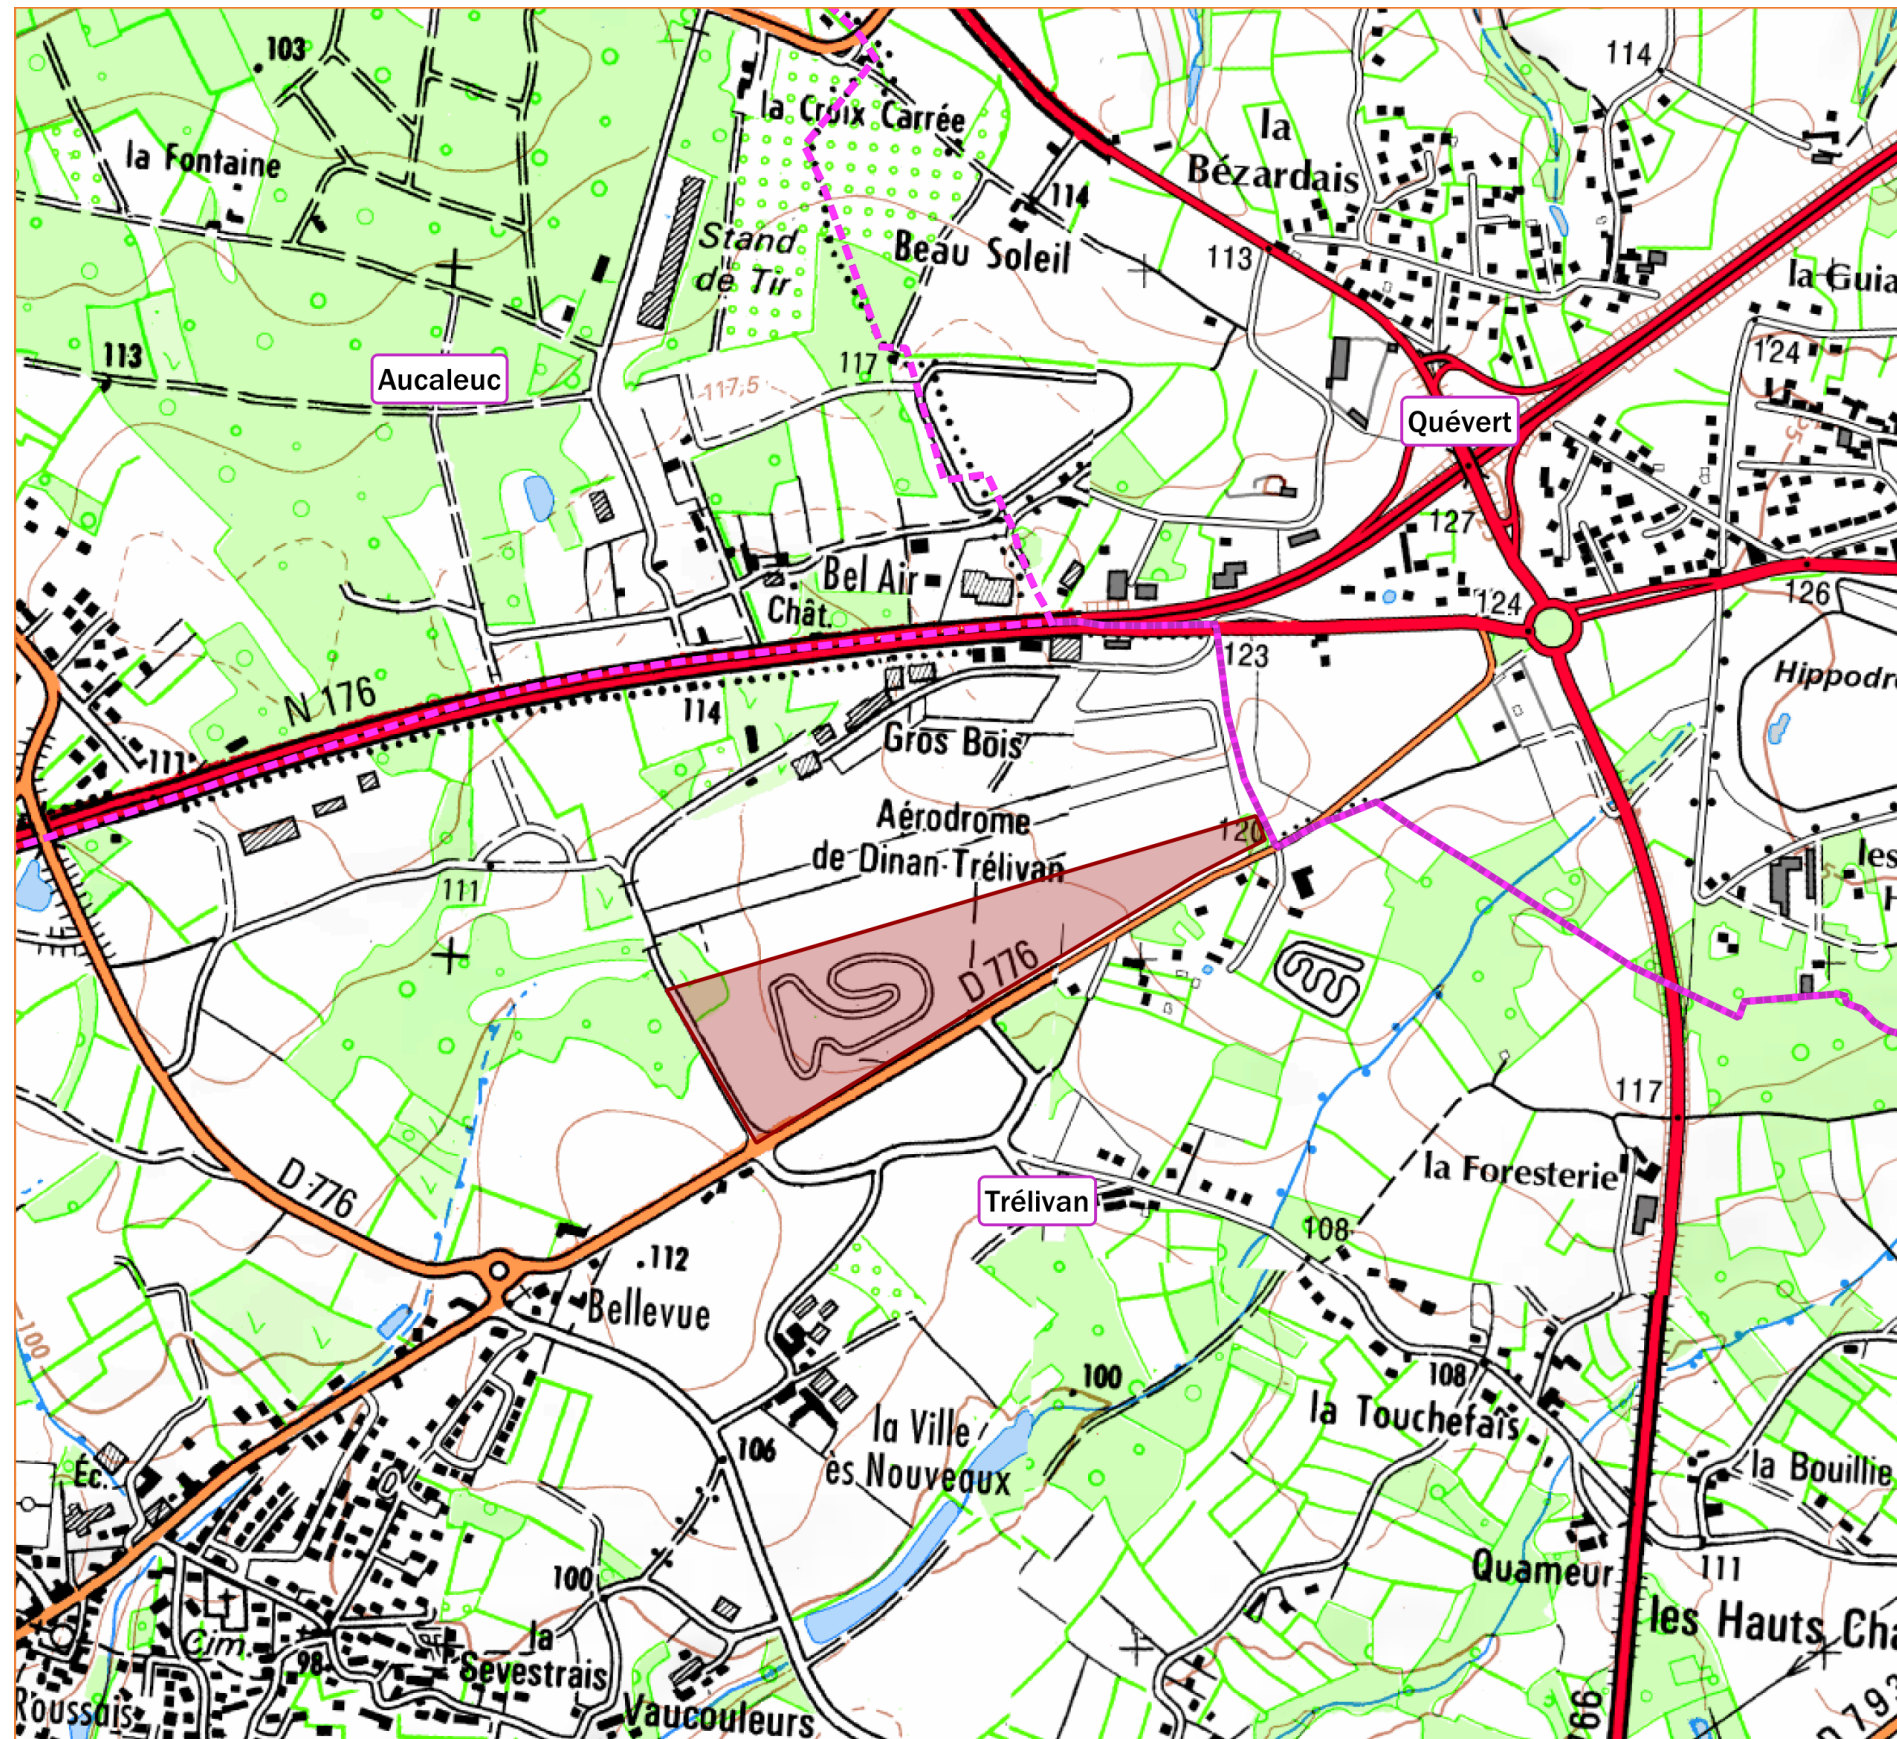 103
114
la Croix Carrée
la
Bézardais
la Fontaine
114
Stand
de Tir
Beau Soleil
113
la Guia
113
Aucaleuc
117
117,5
124
Quévert
25
127
Bel Air
Chât.
124
126
123
Hippodr
N 176
114
111
Gros Bois
Aérodrome
de Dinan-Trélivan
120
les
H
5
111
D 776
117
la Foresterie
D 776
Trélivan
108
112
Bellevue
100
100
108
la Touchefais
la Ville
ès Nouveaux
106
la Bouillie
Éc.
Quameur
111
100
les Hauts Cha
Cim.
la
Sevestrais
98
Roussais
Vaucouleurs
66
D 793